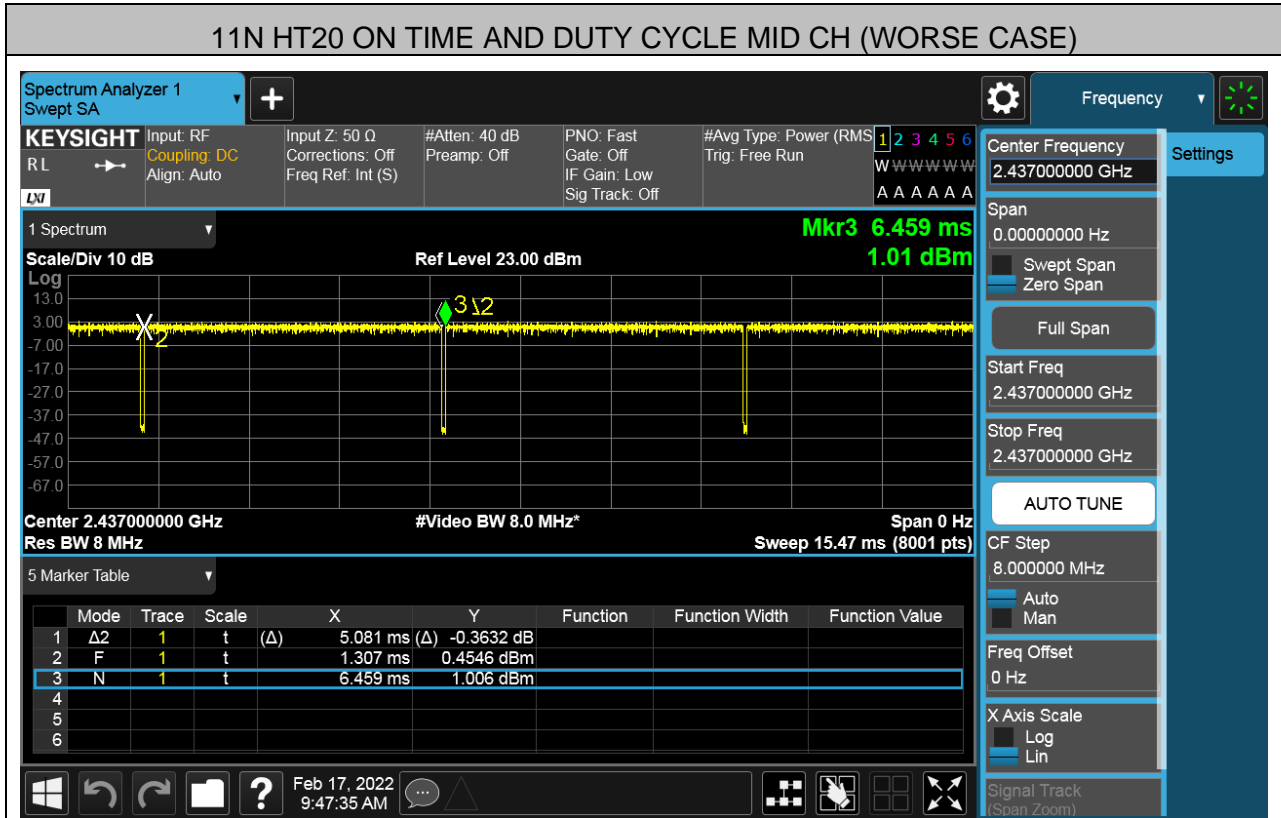 11N HT20 ON TIME AND DUTY CYCLE MID CH (WORSE CASE)
Spectrum Analyzer 1
Swept SA
Frequency
KEYSIGHT
RL
LXI
Input: RF
Coupling: DC
Align: Auto
Input Z: 50 Ω
Corrections: Off
Freq Ref: Int (S)
#Atten: 40 dB
Preamp: Off
PNO: Fast
Gate: Off
IF Gain: Low
Sig Track: Off
#Avg Type: Power (RMS
Trig: Free Run
1 2 3 4 5 6
W W W W W W
A A A A A A
1 Spectrum
Mkr3 6.459 ms
1.01 dBm
Scale/Div 10 dB
Ref Level 23.00 dBm
Log
13.0
3.00
-7.00
-17.0
-27.0
-37.0
-47.0
-57.0
-67.0
2
3
Δ2
Center 2.437000000 GHz
#Video BW 8.0 MHz*
Span 0 Hz
Res BW 8 MHz
Sweep 15.47 ms (8001 pts)
5 Marker Table
Mode Trace Scale X Y Function Function Width Function Value
1 Δ2 1 t (Δ) 5.081 ms (Δ) -0.3632 dB
2 F 1 t 1.307 ms 0.4546 dBm
3 N 1 t 6.459 ms 1.006 dBm
4
5
6
Feb 17, 2022
9:47:35 AM
Settings
Center Frequency
2.437000000 GHz
Span
0.00000000 Hz
Swept Span
Zero Span
Full Span
Start Freq
2.437000000 GHz
Stop Freq
2.437000000 GHz
AUTO TUNE
CF Step
8.000000 MHz
Auto
Man
Freq Offset
0 Hz
X Axis Scale
Log
Lin
Signal Track
(Span Zoom)